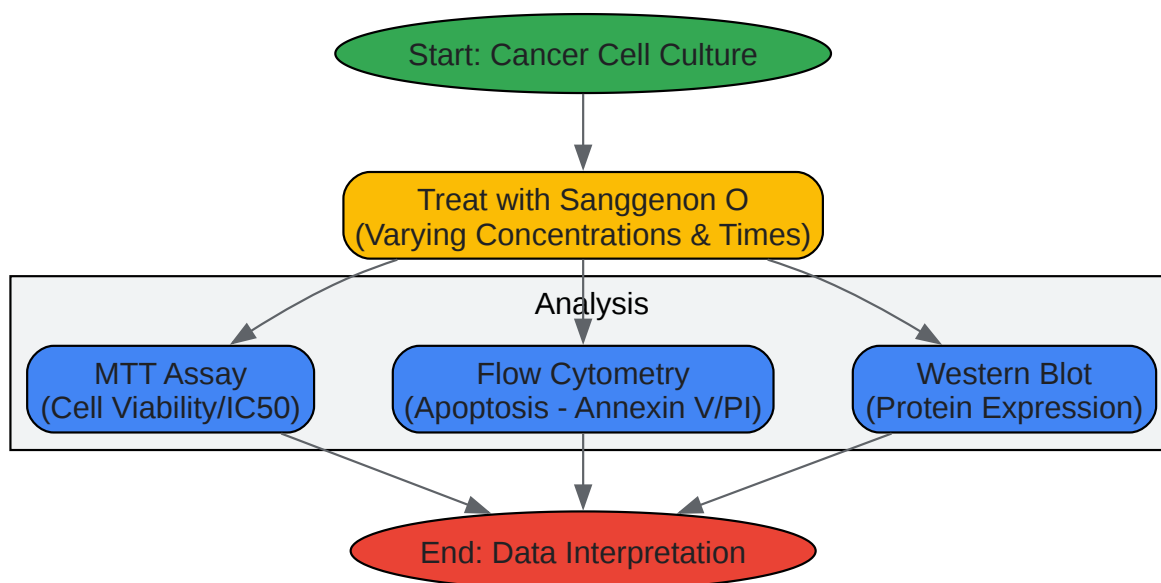 Start: Cancer Cell Culture
Treat with Sanggenon O
(Varying Concentrations & Times)
Analysis
MTT Assay
(Cell Viability/IC50)
Flow Cytometry
(Apoptosis - Annexin V/PI)
Western Blot
(Protein Expression)
End: Data Interpretation